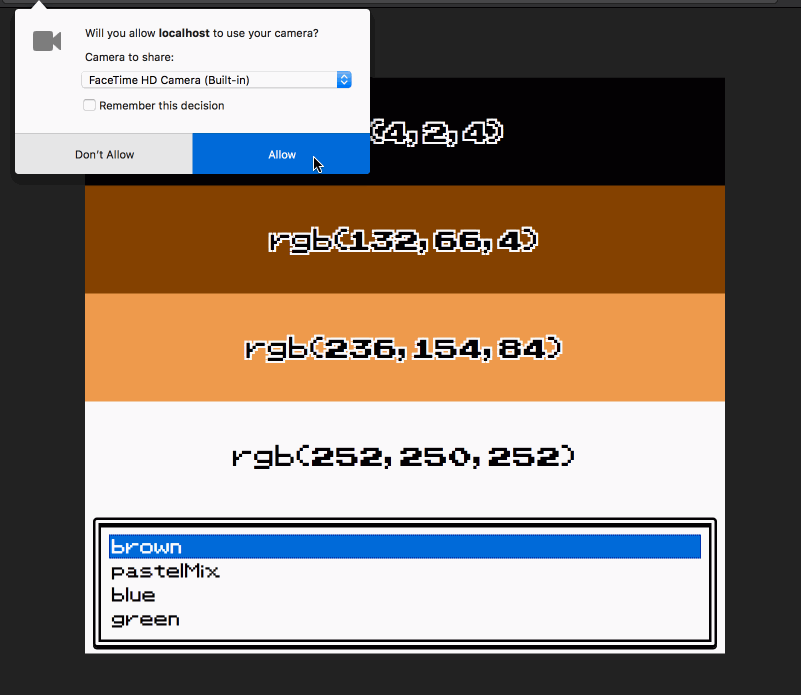 Will you allow localhost to use your camera?
Camera to share:
FaceTime HD Camera (Built-in)
Remember this decision
Don't Allow
Allow
(4,2,4)
rgb(132,66,4)
rgb(236,154,84)
rgb(252,250,252)
brown
pastelMix
blue
green